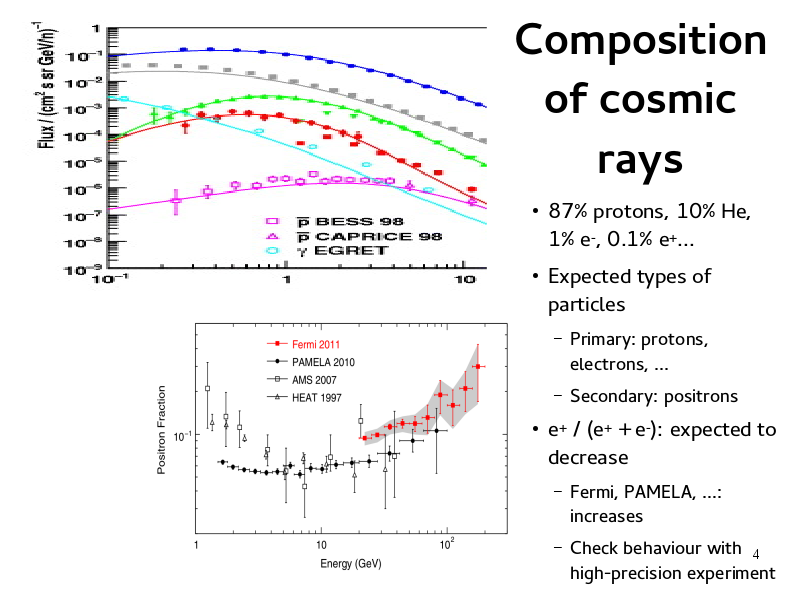 Composition
of cosmic
rays
Flux / (cm² s sr GeV/n)⁻¹
1
10⁻¹
10⁻²
10⁻³
10⁻⁴
10⁻⁵
10⁻⁶
10⁻⁷
10⁻⁸
10⁻⁹
10⁻¹
1
10
p̅ BESS 98
p̅ CAPRICE 98
γ EGRET
• 87% protons, 10% He,
1% e⁻, 0.1% e⁺...
• Expected types of
particles
– Primary: protons,
electrons, ...
– Secondary: positrons
• e⁺ / (e⁺ + e⁻): expected to
decrease
– Fermi, PAMELA, ...:
increases
– Check behaviour with
high-precision experiment
Positron Fraction
10⁻¹
Fermi 2011
PAMELA 2010
AMS 2007
HEAT 1997
1
10
10²
Energy (GeV)
4